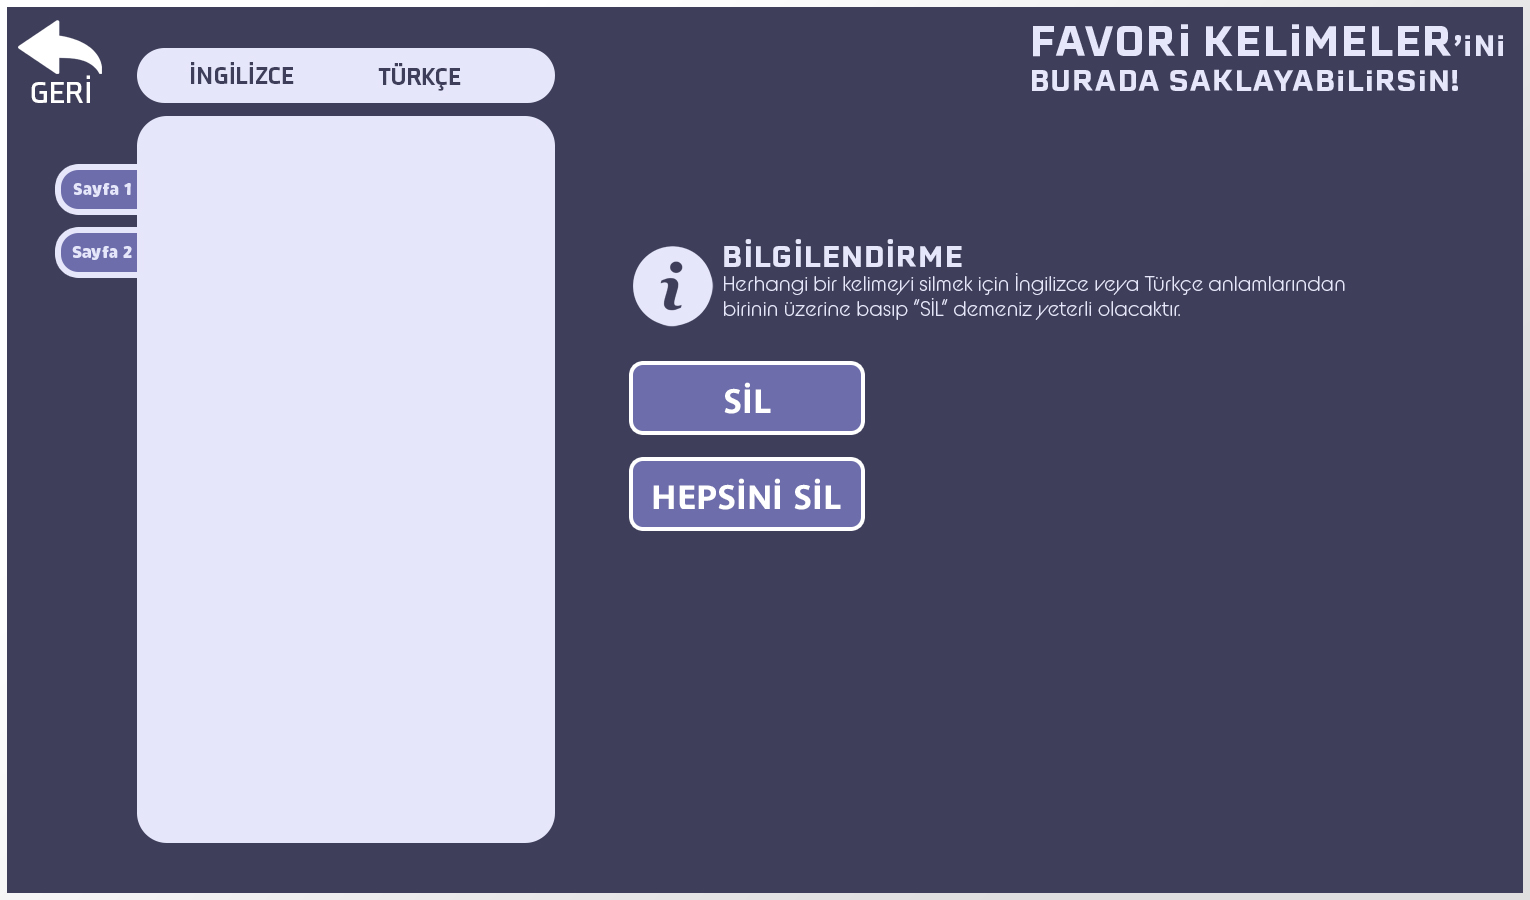 GERİ
İNGİLİZCE TÜRKÇE
FAVORİ KELİMELER'İNİ
BURADA SAKLAYABİLİRSİN!
Sayfa 1
Sayfa 2
BİLGİLENDİRME
Herhangi bir kelimeyi silmek için İngilizce veya Türkçe anlamlarından
birinin üzerine basıp "SİL" demeniz yeterli olacaktır.
SİL
HEPSİNİ SİL